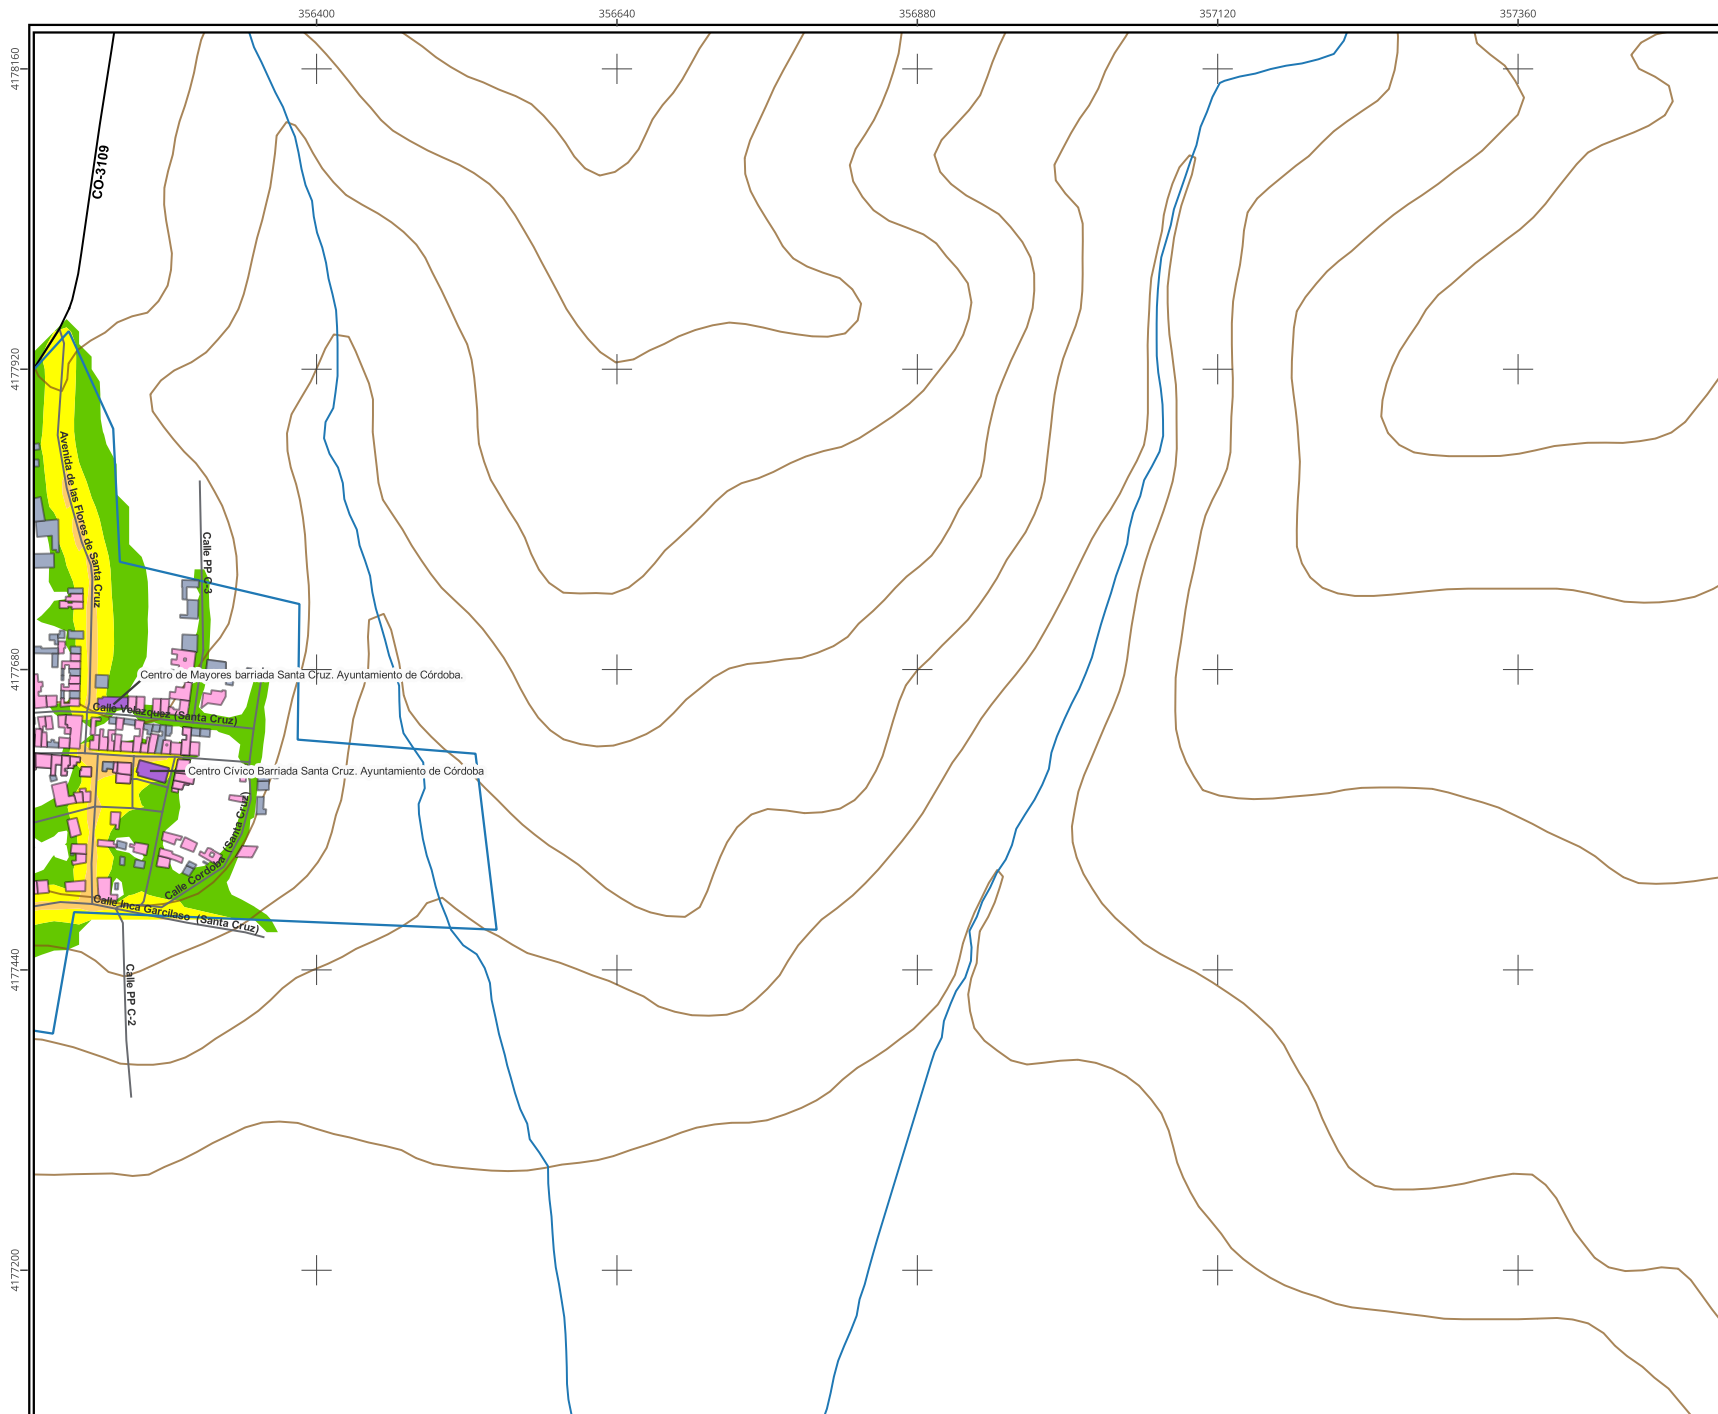 356400
356640
356880
357120
357360
4178160
4177920
4177680
4177440
4177200
CO-3109
Avenida de las Flores de Santa Cruz
Calle PP C-3
Centro de Mayores barriada Santa Cruz. Ayuntamiento de Córdoba.
Calle Velazquez (Santa Cruz)
Centro Cívico Barriada Santa Cruz. Ayuntamiento de Córdoba
Calle Cordoba (Santa Cruz)
Calle Inca Garcilaso (Santa Cruz)
Calle PP C-2